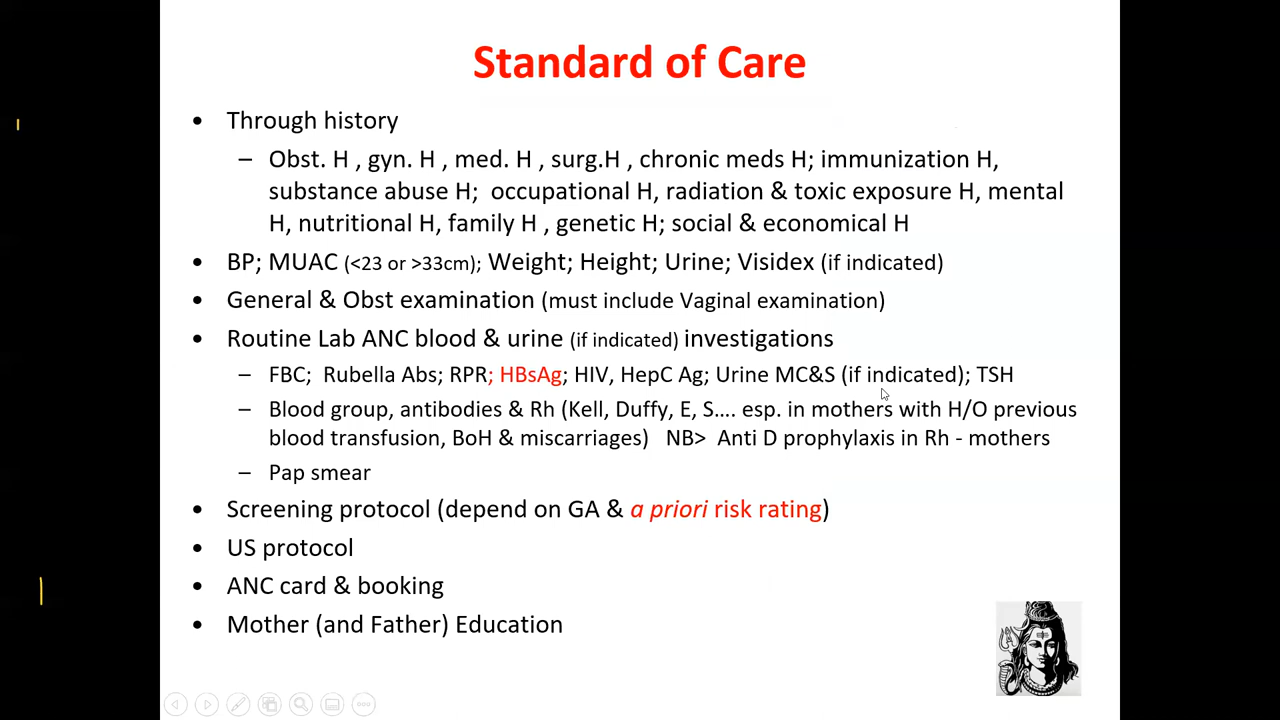 Standard of Care
• Through history
– Obst. H , gyn. H , med. H , surg.H , chronic meds H; immunization H,
substance abuse H;  occupational H, radiation & toxic exposure H, mental
H, nutritional H, family H , genetic H; social & economical H
• BP; MUAC (<23 or >33cm); Weight; Height; Urine; Visidex (if indicated)
• General & Obst examination (must include Vaginal examination)
• Routine Lab ANC blood & urine (if indicated) investigations
– FBC;  Rubella Abs; RPR; HBsAg; HIV, HepC Ag; Urine MC&S (if indicated); TSH
– Blood group, antibodies & Rh (Kell, Duffy, E, S.... esp. in mothers with H/O previous
blood transfusion, BoH & miscarriages)   NB>  Anti D prophylaxis in Rh - mothers
– Pap smear
• Screening protocol (depend on GA & a priori risk rating)
• US protocol
• ANC card & booking
• Mother (and Father) Education